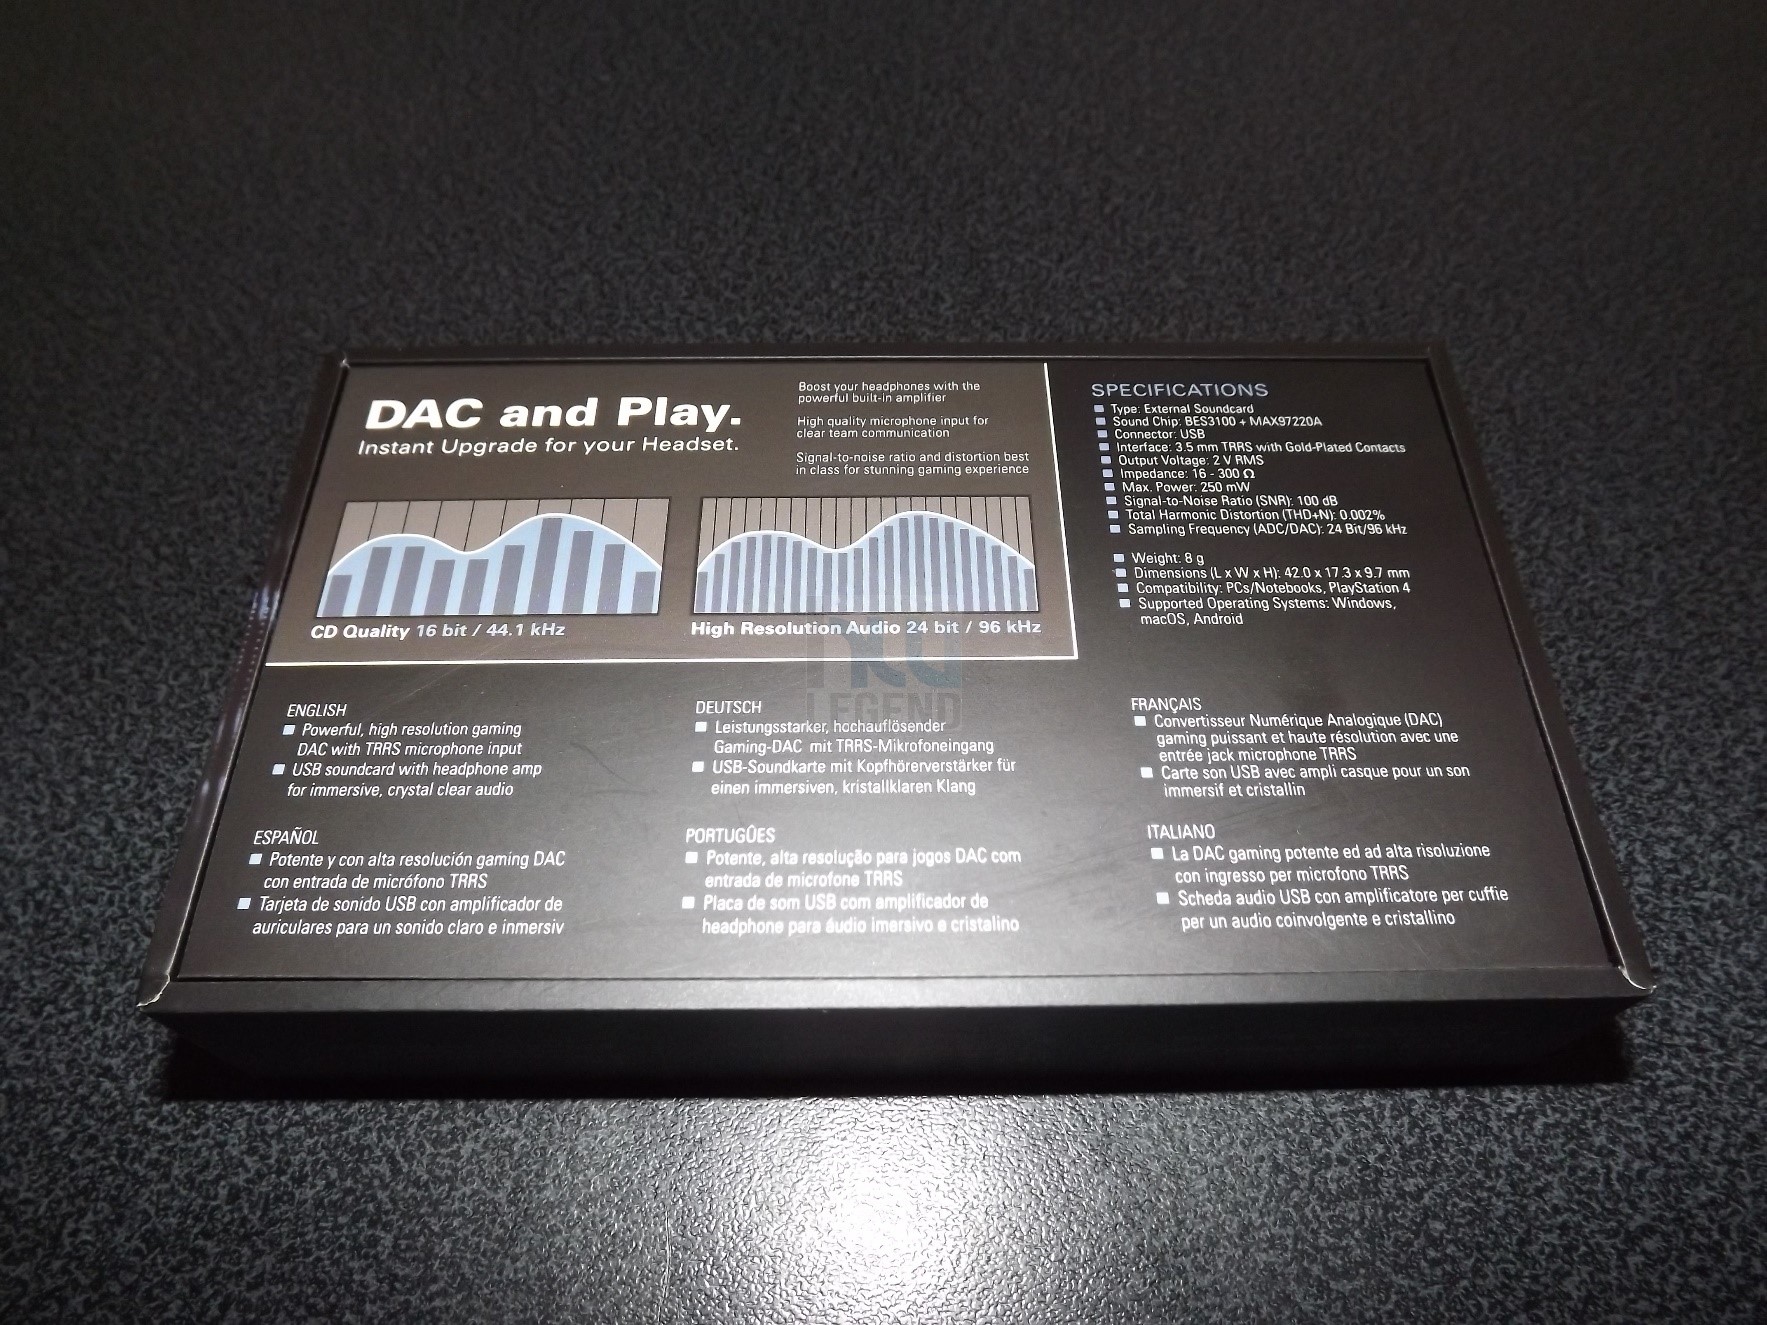 DAC and Play.
Instant Upgrade for your Headset.
Boost your headphones with the
powerful built-in amplifier
High quality microphone input for
clear team communication
Signal-to-noise ratio and distortion best
in class for stunning gaming experience
CD Quality 16 bit / 44.1 kHz
High Resolution Audio 24 bit / 96 kHz
SPECIFICATIONS
Type: External Soundcard
Sound Chip: BES3100 + MAX97220A
Connector: USB
Interface: 3.5 mm TRRS with Gold-Plated Contacts
Output Voltage: 2 V RMS
Impedance: 16 - 300 Ω
Max. Power: 250 mW
Signal-to-Noise Ratio (SNR): 100 dB
Total Harmonic Distortion (THD+N): 0.002%
Sampling Frequency (ADC/DAC): 24 Bit/96 kHz
Weight: 8 g
Dimensions (L x W x H): 42.0 x 17.3 x 9.7 mm
Compatibility: PCs/Notebooks, PlayStation 4
Supported Operating Systems: Windows,
macOS, Android
LEGEND
ENGLISH
Powerful, high resolution gaming
DAC with TRRS microphone input
USB soundcard with headphone amp
for immersive, crystal clear audio
DEUTSCH
Leistungsstarker, hochauflösender
Gaming-DAC mit TRRS-Mikrofoneingang
USB-Soundkarte mit Kopfhörerverstärker für
einen immersiven, kristallklaren Klang
FRANÇAIS
Convertisseur Numérique Analogique (DAC)
gaming puissant et haute résolution avec une
entrée jack microphone TRRS
Carte son USB avec ampli casque pour un son
immersif et cristallin
ESPAÑOL
Potente y con alta resolución gaming DAC
con entrada de micrófono TRRS
Tarjeta de sonido USB con amplificador de
auriculares para un sonido claro e inmersiv
PORTUGÛES
Potente, alta resolução para jogos DAC com
entrada de microfone TRRS
Placa de som USB com amplificador de
headphone para áudio imersivo e cristalino
ITALIANO
La DAC gaming potente ed ad alta risoluzione
con ingresso per microfono TRRS
Scheda audio USB con amplificatore per cuffie
per un audio coinvolgente e cristallino